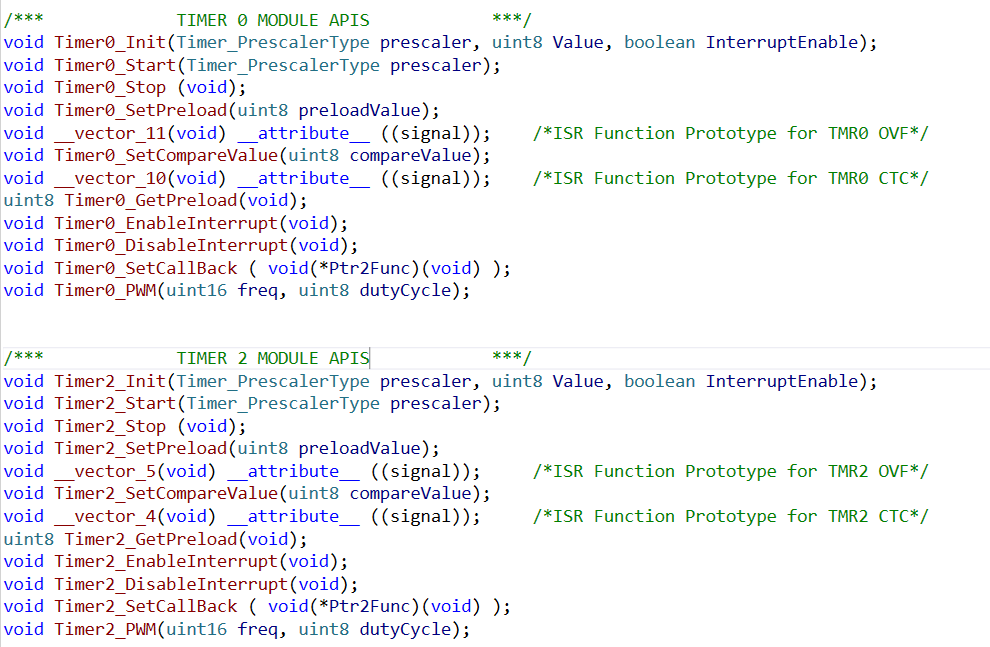 /***             TIMER 0 MODULE APIS            ***/
void Timer0_Init(Timer_PrescalerType prescaler, uint8 Value, boolean InterruptEnable);
void Timer0_Start(Timer_PrescalerType prescaler);
void Timer0_Stop (void);
void Timer0_SetPreload(uint8 preloadValue);
void __vector_11(void) __attribute__ ((signal));    /*ISR Function Prototype for TMR0 OVF*/
void Timer0_SetCompareValue(uint8 compareValue);
void __vector_10(void) __attribute__ ((signal));    /*ISR Function Prototype for TMR0 CTC*/
uint8 Timer0_GetPreload(void);
void Timer0_EnableInterrupt(void);
void Timer0_DisableInterrupt(void);
void Timer0_SetCallBack ( void(*Ptr2Func)(void) );
void Timer0_PWM(uint16 freq, uint8 dutyCycle);
/***             TIMER 2 MODULE APIS            ***/
void Timer2_Init(Timer_PrescalerType prescaler, uint8 Value, boolean InterruptEnable);
void Timer2_Start(Timer_PrescalerType prescaler);
void Timer2_Stop (void);
void Timer2_SetPreload(uint8 preloadValue);
void __vector_5(void) __attribute__ ((signal));     /*ISR Function Prototype for TMR2 OVF*/
void Timer2_SetCompareValue(uint8 compareValue);
void __vector_4(void) __attribute__ ((signal));     /*ISR Function Prototype for TMR2 CTC*/
uint8 Timer2_GetPreload(void);
void Timer2_EnableInterrupt(void);
void Timer2_DisableInterrupt(void);
void Timer2_SetCallBack ( void(*Ptr2Func)(void) );
void Timer2_PWM(uint16 freq, uint8 dutyCycle);